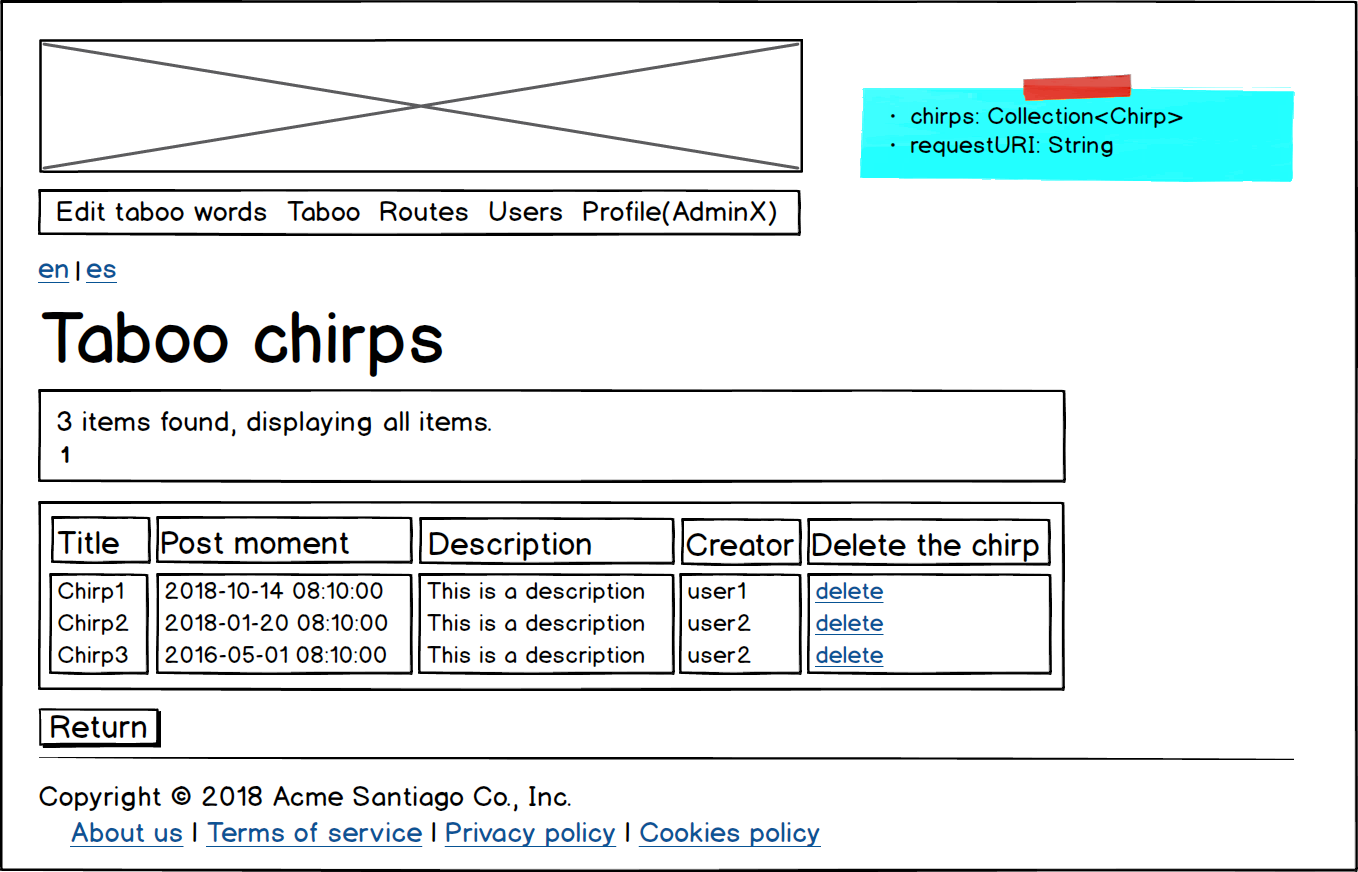 • chirps: Collection<Chirp>
• requestURI: String
Edit taboo words Taboo Routes Users Profile(AdminX)
en | es
Taboo chirps
3 items found, displaying all items.
1
Title Post moment Description Creator Delete the chirp
Chirp1 2018-10-14 08:10:00 This is a description user1 delete
Chirp2 2018-01-20 08:10:00 This is a description user2 delete
Chirp3 2016-05-01 08:10:00 This is a description user2 delete
Return
Copyright © 2018 Acme Santiago Co., Inc.
About us | Terms of service | Privacy policy | Cookies policy